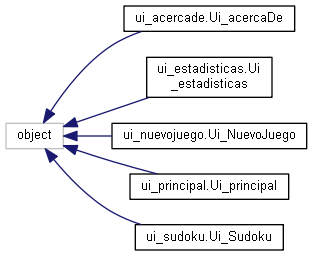 ui_acercade.Ui_acercaDe
ui_estadisticas.Ui
_estadisticas
object
ui_nuevojuego.Ui_NuevoJuego
ui_principal.Ui_principal
ui_sudoku.Ui_Sudoku